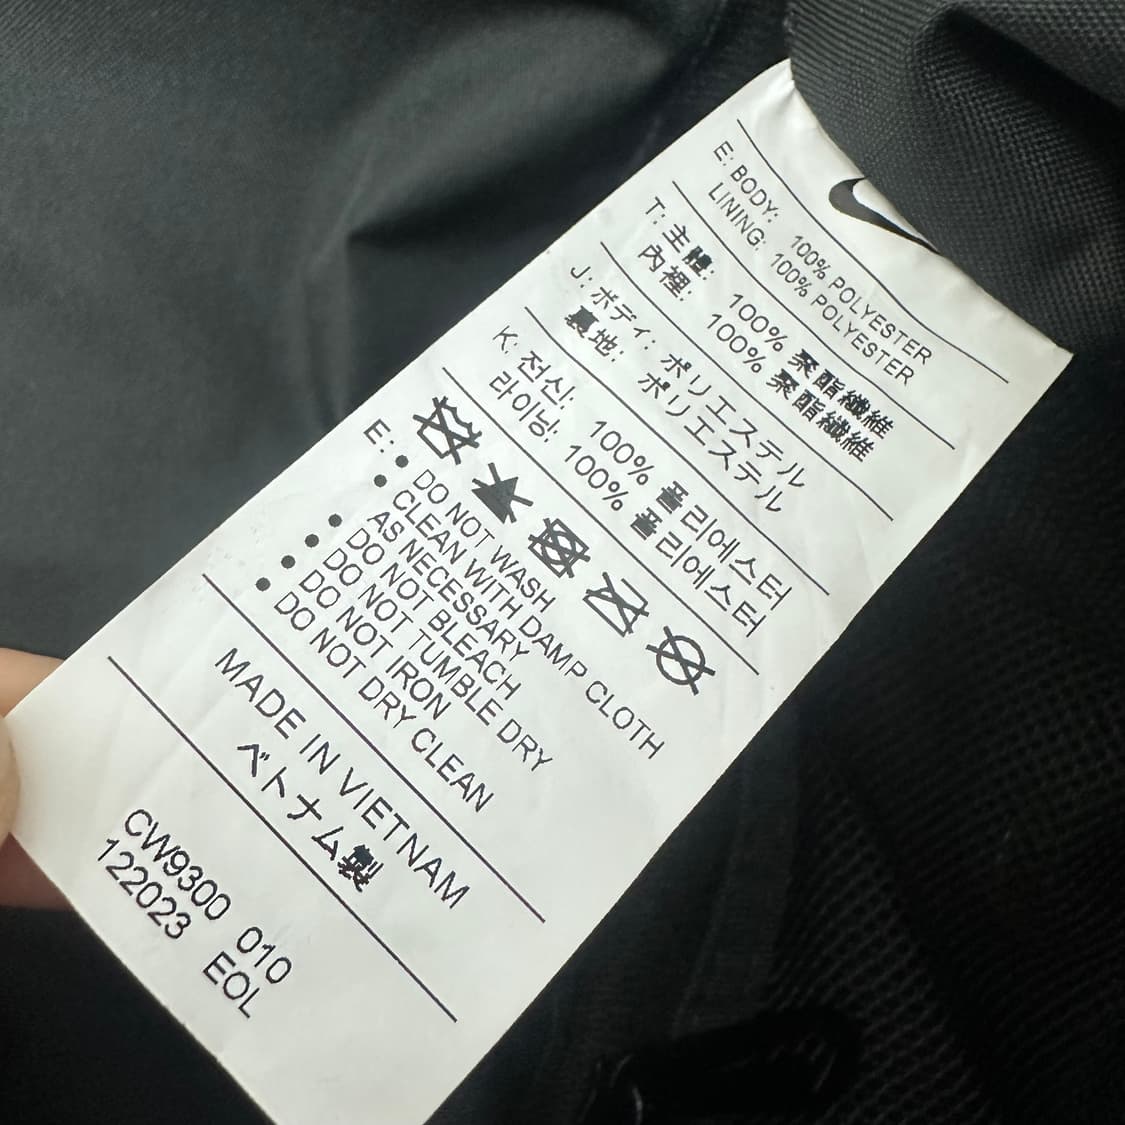 E: BODY: 100% POLYESTER
LINING: 100% POLYESTER
T: 主體: 100% 聚酯纖維
內裡: 100% 聚酯纖維
J: ボディ: ポリエステル
裏地: ポリエステル
K: 전신: 100% 폴리에스터
라이닝: 100% 폴리에스터
E: • DO NOT WASH
• CLEAN WITH DAMP CLOTH
AS NECESSARY
• DO NOT BLEACH
• DO NOT TUMBLE DRY
• DO NOT IRON
• DO NOT DRY CLEAN
MADE IN VIETNAM
ベトナム製
CW9300 010
122023 EOL